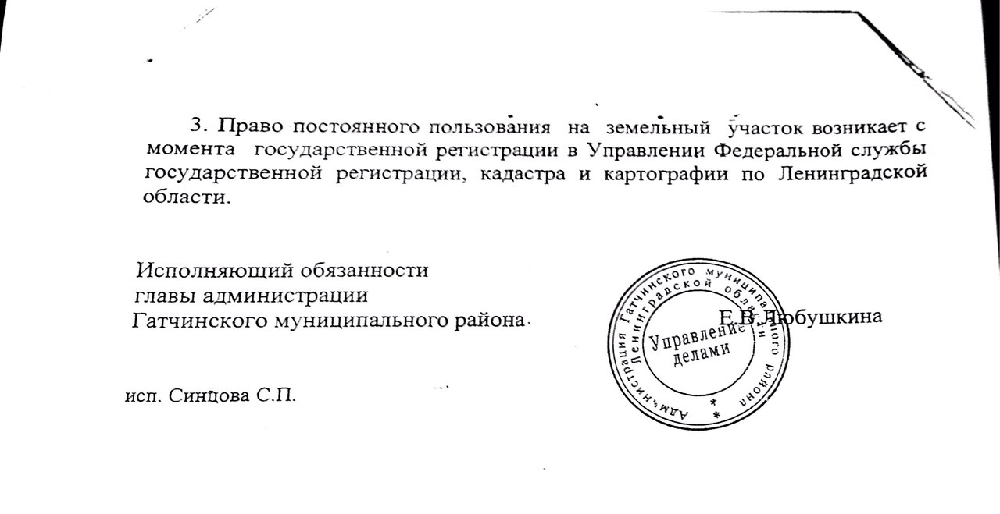 3. Право постоянного пользования на земельный участок возникает с
момента государственной регистрации в Управлении Федеральной службы
государственной регистрации, кадастра и картографии по Ленинградской
области.
Исполняющий обязанности
главы администрации
Гатчинского муниципального района
Е.В.Любушкина
Администрация Гатчинского муниципального района
Ленинградской области
Управление
делами
исп. Синцова С.П.